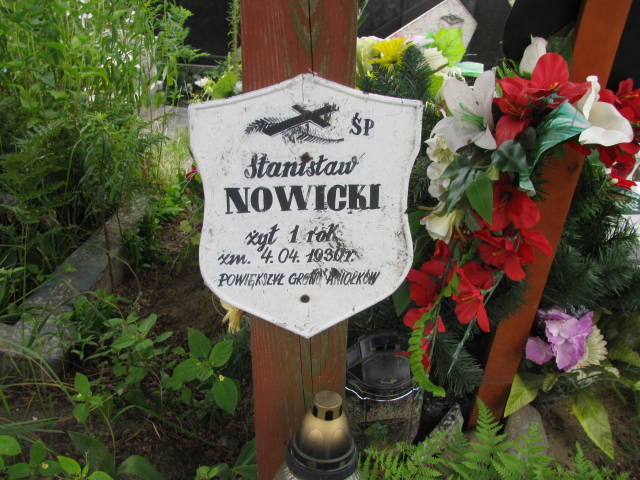 ŚP
Stanisław
NOWICKI
żył 1 rok
zm. 4.04.1930r.
POWIĘKSZYŁ GRONO ANIOŁKÓW